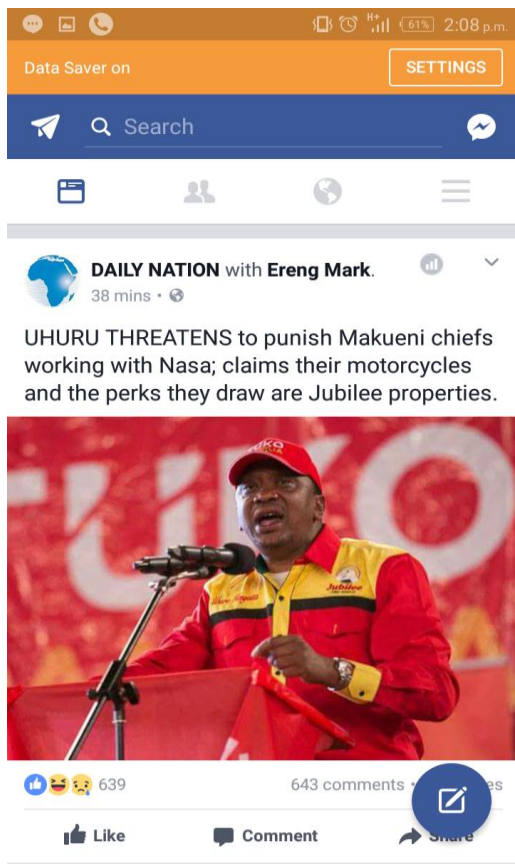 H+ 61% 2:08 p.m.
Data Saver on SETTINGS
Search
DAILY NATION with Ereng Mark.
38 mins •
UHURU THREATENS to punish Makueni chiefs
working with Nasa; claims their motorcycles
and the perks they draw are Jubilee properties.
TUKO
Jubilee
639 643 comments •
Like Comment Share